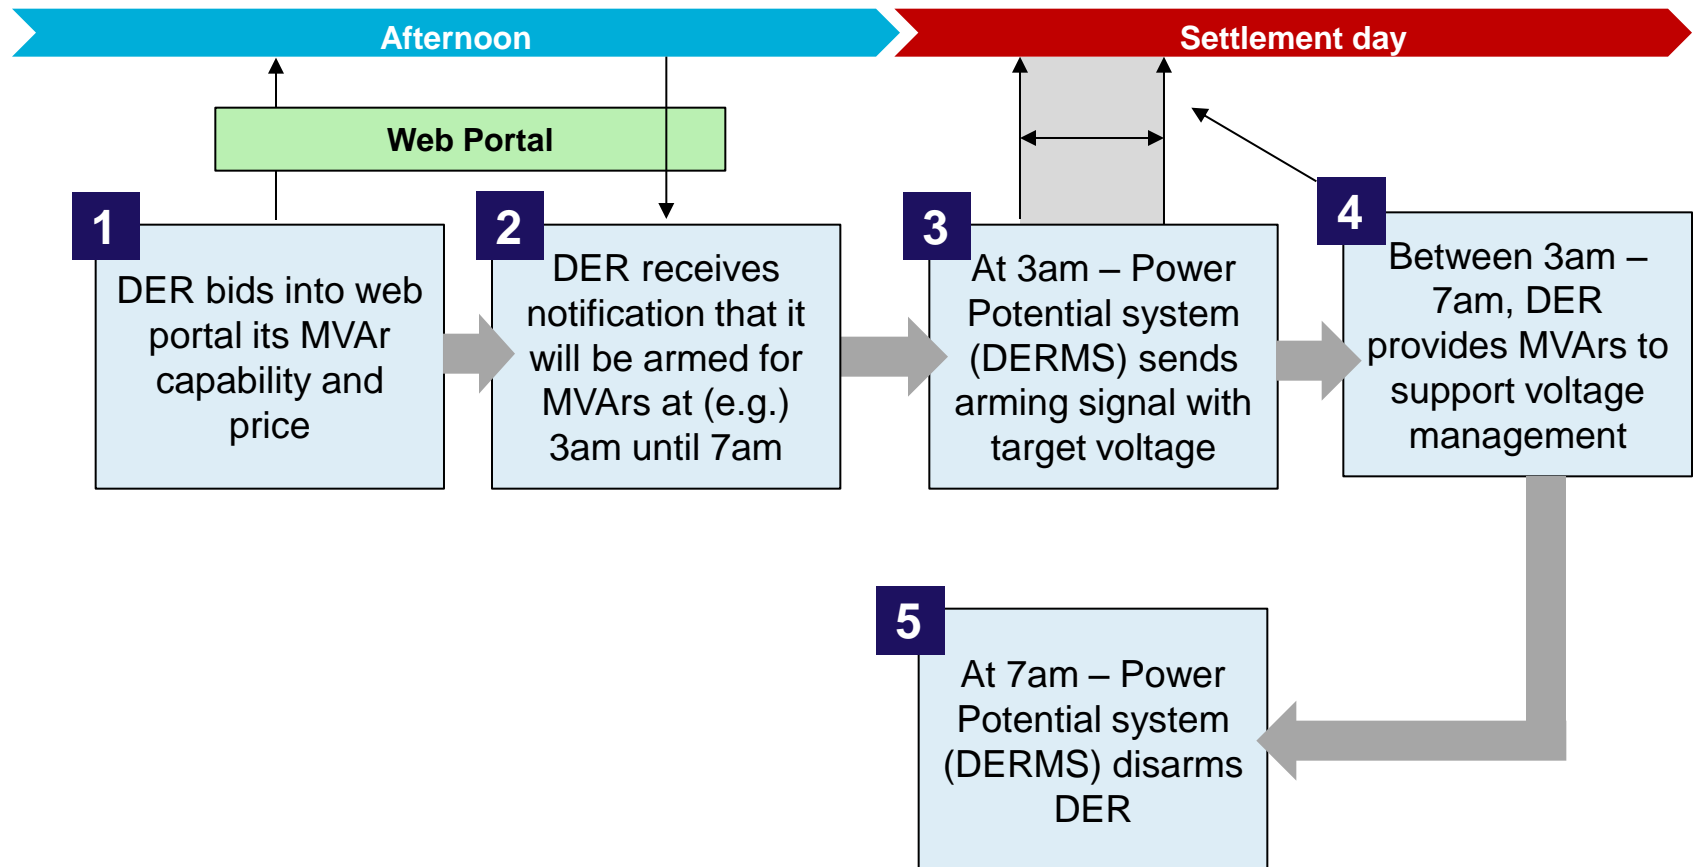 Afternoon
Settlement day
Web Portal
1
DER bids into web
portal its MVAr
capability and
price
2
DER receives
notification that it
will be armed for
MVArs at (e.g.)
3am until 7am
3
At 3am – Power
Potential system
(DERMS) sends
arming signal with
target voltage
4
Between 3am –
7am, DER
provides MVArs to
support voltage
management
5
At 7am – Power
Potential system
(DERMS) disarms
DER